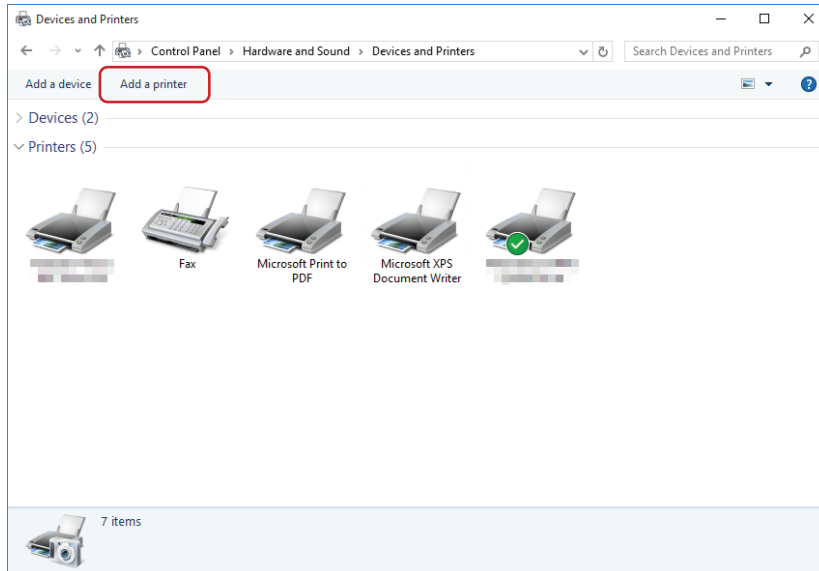 Devices and Printers
Control Panel > Hardware and Sound > Devices and Printers
Search Devices and Printers
Add a device
Add a printer
Devices (2)
Printers (5)
Fax
Microsoft Print to
PDF
Microsoft XPS
Document Writer
7 items